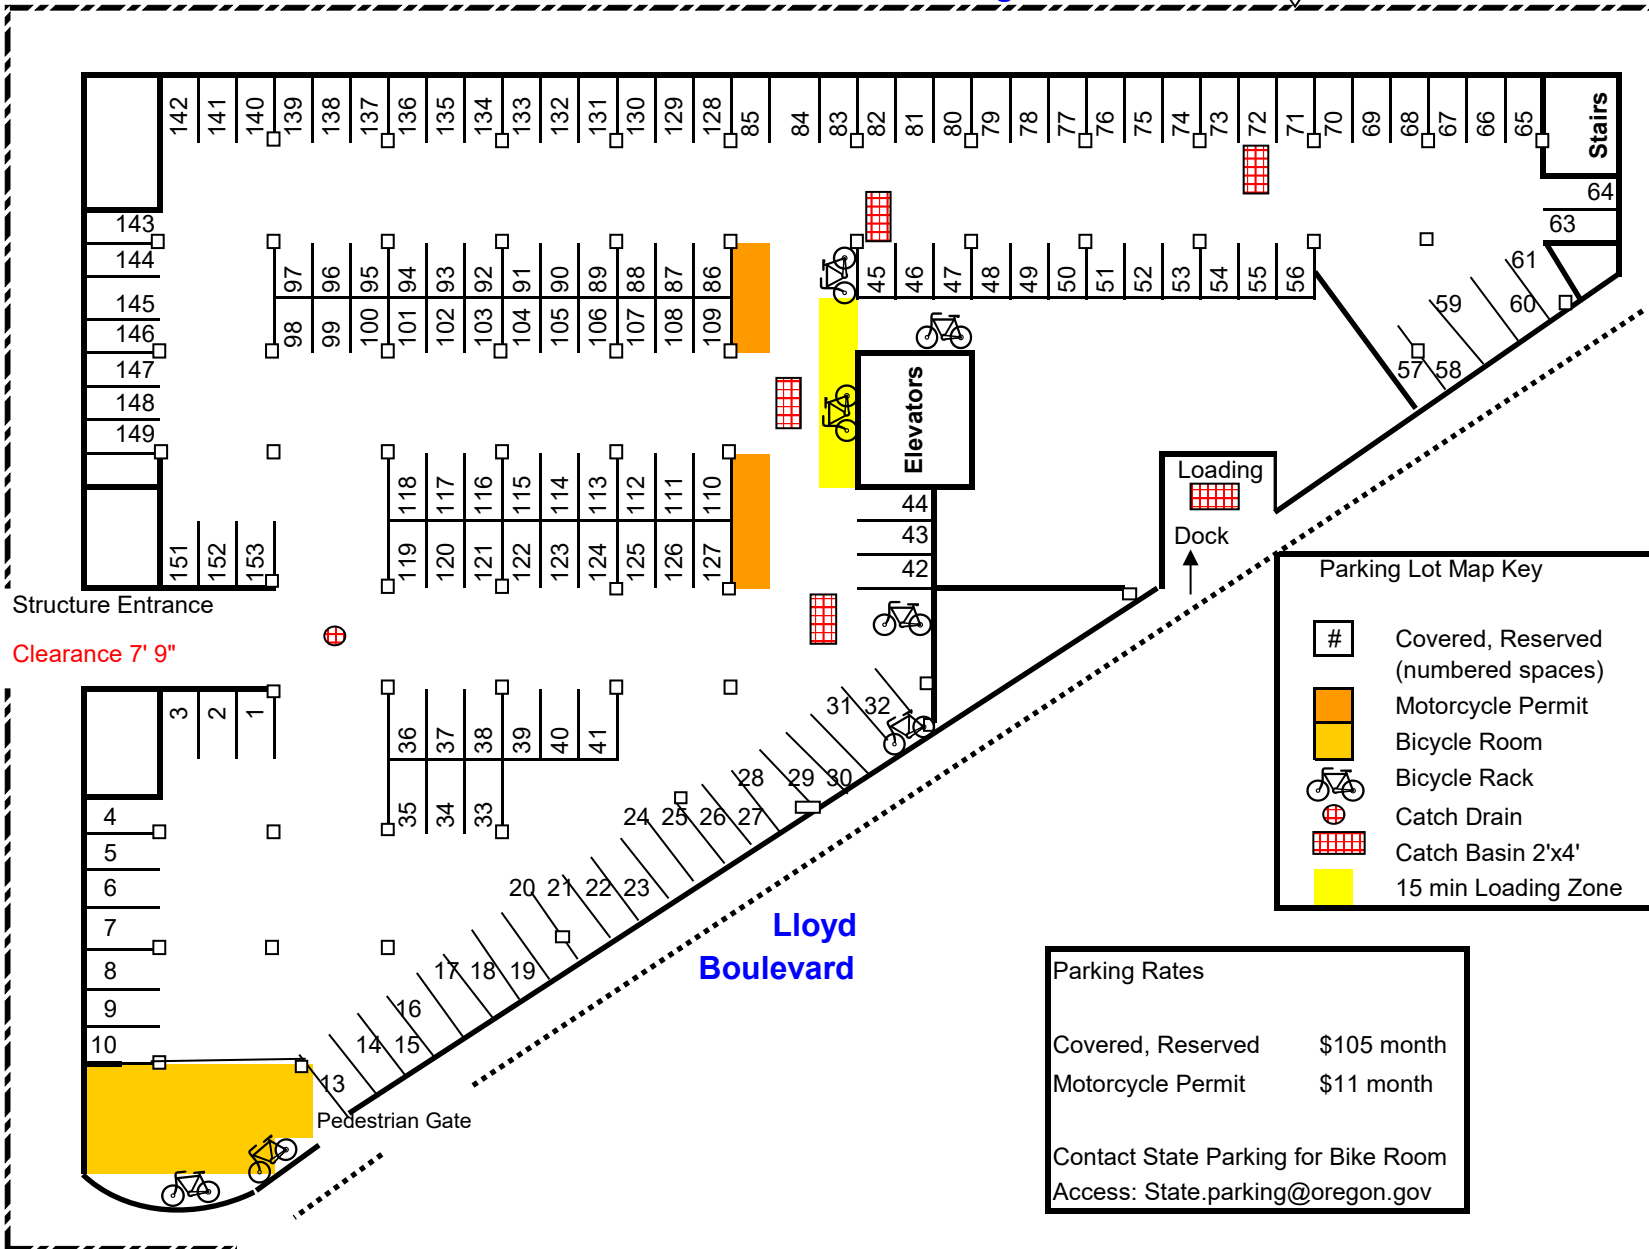 142 141 140 139 138 137 136 135 134 133 132 131 130 129 128 85 84 83 82 81 80 79 78 77 76 75 74 73 72 71 70 69 68 67 66 65
Stairs
64
63
143
144
145
146
147
148
149
97 96 95 94 93 92 91 90 89 88 87 86
98 99 100 101 102 103 104 105 106 107 108 109
45 46 47 48 49 50 51 52 53 54 55 56
61
60
59
58
57
Elevators
118 117 116 115 114 113 112 111 110
119 120 121 122 123 124 125 126 127
44
43
42
Loading
Dock
151 152 153
Structure Entrance
Clearance 7' 9"
3 2 1
36 37 38 39 40 41
35 34 33
31 32
28 29 30
24 25 26 27
20 21 22 23
17 18 19
16
14 15
13
4
5
6
7
8
9
10
Pedestrian Gate
Lloyd
Boulevard
Parking Lot Map Key
# Covered, Reserved
(numbered spaces)
Motorcycle Permit
Bicycle Room
Bicycle Rack
Catch Drain
Catch Basin 2'x4'
15 min Loading Zone
Parking Rates
Covered, Reserved $105 month
Motorcycle Permit $11 month
Contact State Parking for Bike Room
Access: State.parking@oregon.gov